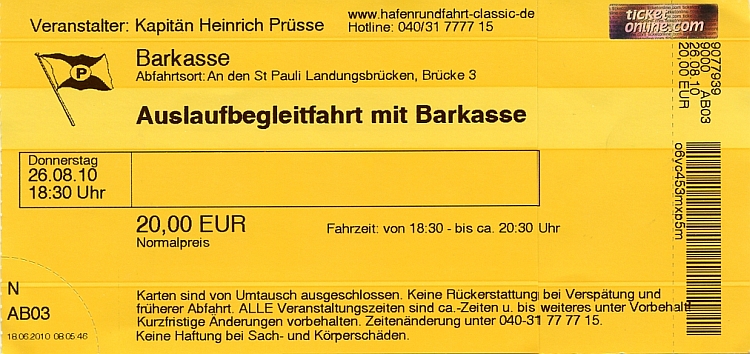 Veranstalter: Kapitän Heinrich Prüsse
www.hafenrundfahrt-classic-de
Hotline: 040/31 7777 15
ticket
online.com
P
Barkasse
Abfahrtsort: An den St Pauli Landungsbrücken, Brücke 3
Auslaufbegleitfahrt mit Barkasse
Donnerstag
26.08.10
18:30 Uhr
20,00 EUR
Normalpreis
Fahrzeit: von 18:30 - bis ca. 20:30 Uhr
N
AB03
18.06.2010 08:05:46
Karten sind von Umtausch ausgeschlossen. Keine Rückerstattung bei Verspätung und
früherer Abfahrt. ALLE Veranstaltungszeiten sind ca.-Zeiten u. bis weiteres unter Vorbehalt!
Kurzfristige Änderungen vorbehalten. Zeitenänderung unter 040-31 77 77 15.
Keine Haftung bei Sach- und Körperschäden.
9077939
9000 AB03
26.08.10
20,00 EUR
o6yc453mxp5m